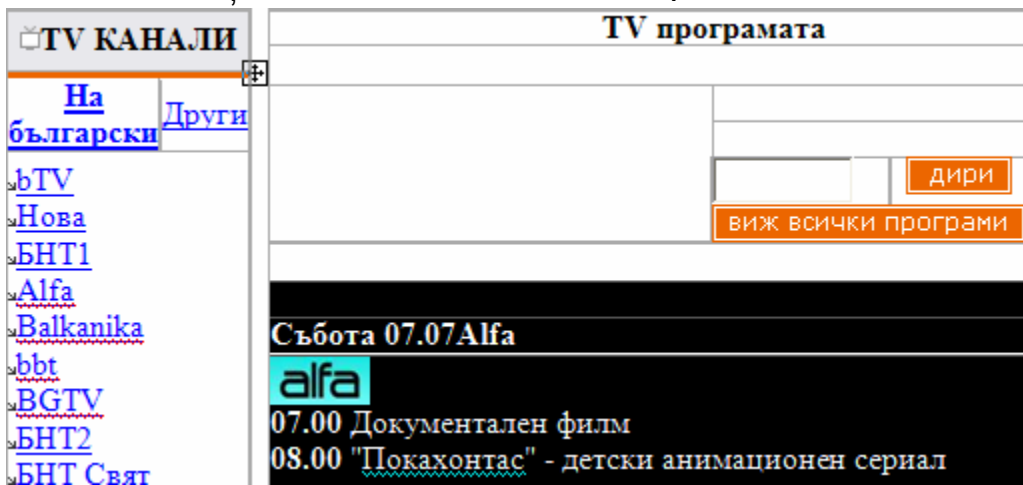 TV КАНАЛИ
На български
Други
bTV
Нова
БНТ1
Alfa
Balkanika
bbt
BGTV
БНТ2
БНТ Свят
TV програмата
дири
виж всички програми
Събота 07.07Alfa
alfa
07.00 Документален филм
08.00 "Покахонтас" - детски анимационен сериал